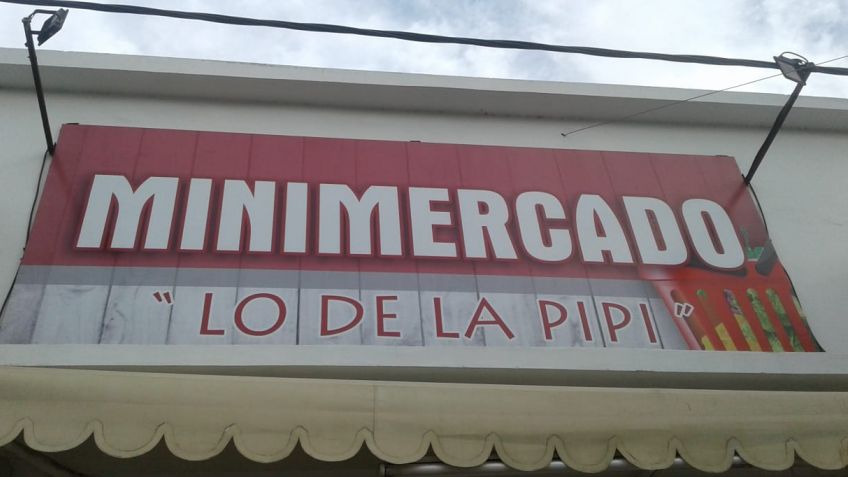 MINIMERCADO
"LO DE LA PIPI"